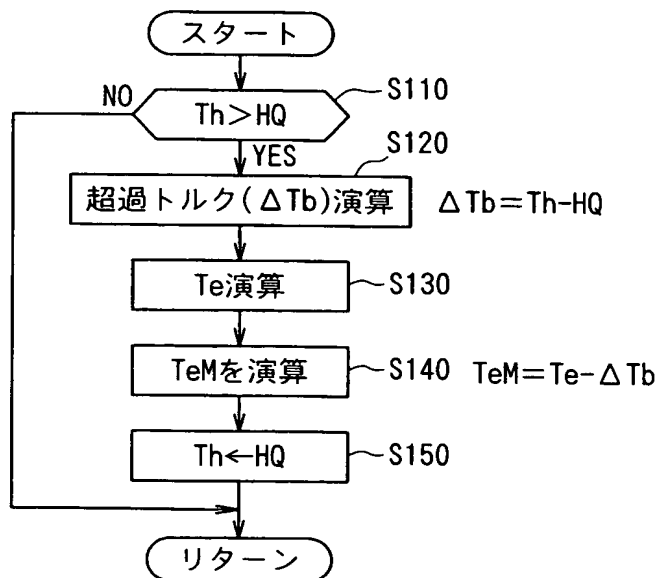 スタート
NO
Th>HQ
S110
YES
S120
超過トルク(ΔTb)演算
ΔTb=Th-HQ
Te演算
S130
TeMを演算
S140
TeM=Te-ΔTb
Th←HQ
S150
リターン